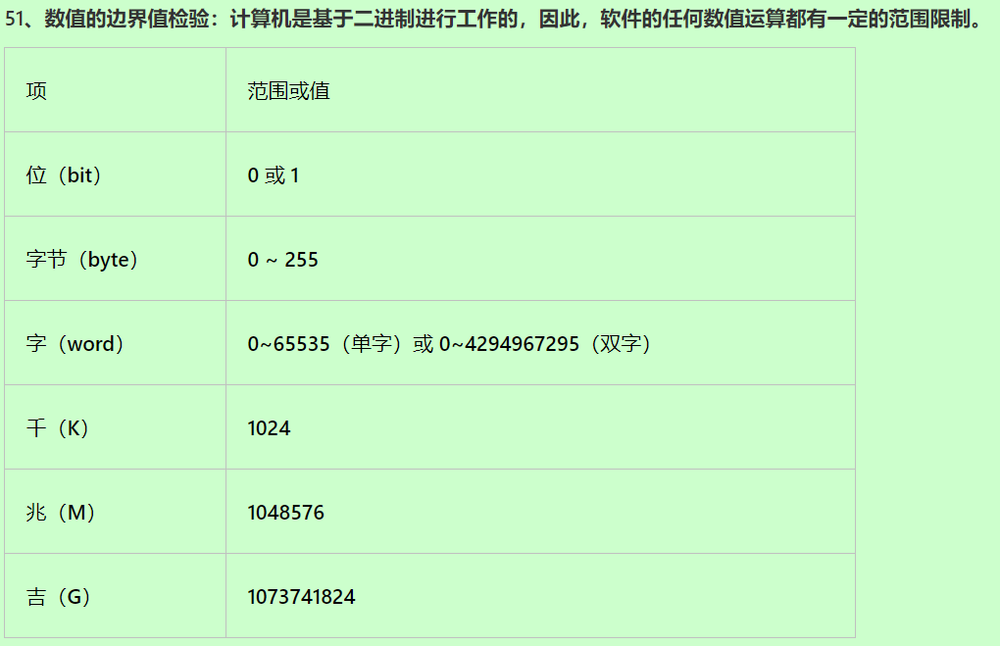 51、数值的边界值检验：计算机是基于二进制进行工作的，因此，软件的任何数值运算都有一定的范围限制。
项 范围或值
位（bit） 0 或 1
字节（byte） 0 ~ 255
字（word） 0~65535（单字）或 0~4294967295（双字）
千（K） 1024
兆（M） 1048576
吉（G） 1073741824